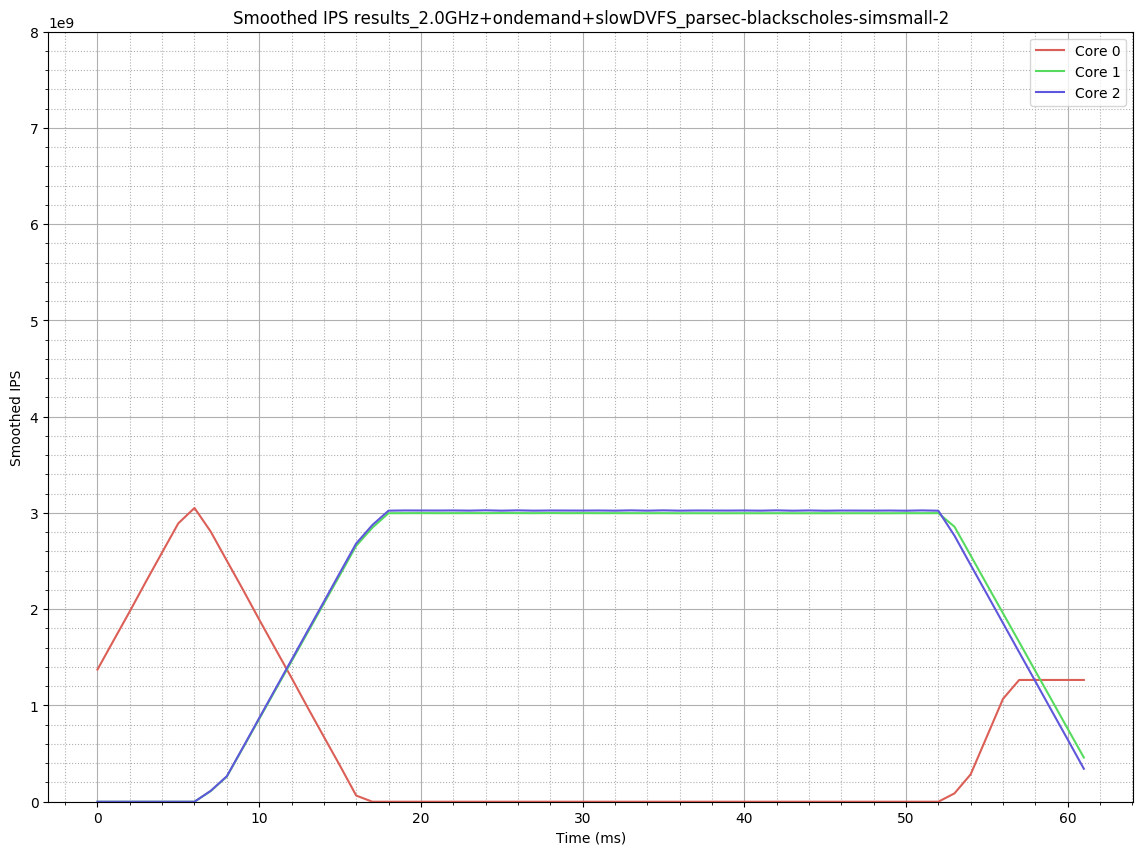 Smoothed IPS results_2.0GHz+ondemand+slowDVFS_parsec-blackscholes-simsmall-2
1e9
8
7
6
5
4
3
2
1
0
Smoothed IPS
Core 0
Core 1
Core 2
0 10 20 30 40 50 60
Time (ms)